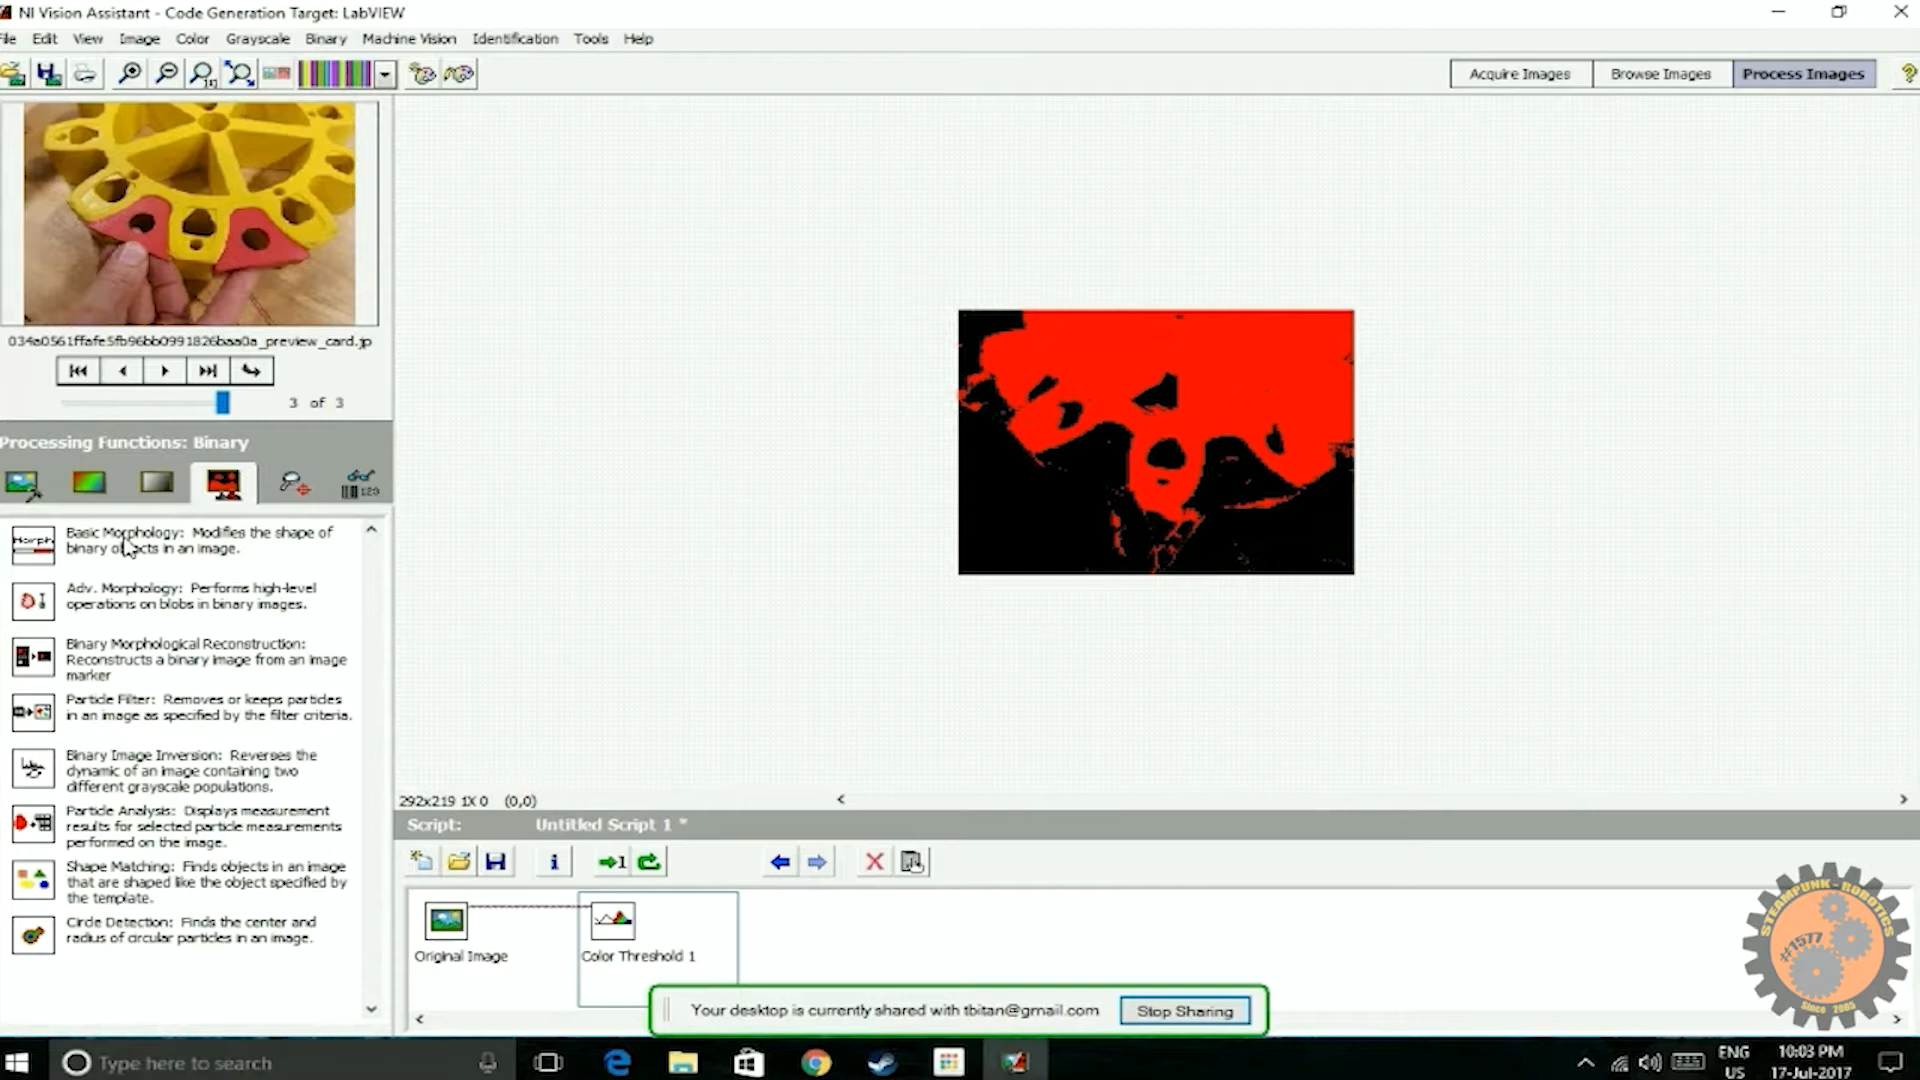 NI Vision Assistant - Code Generation Target: LabVIEW
File Edit View Image Color Grayscale Binary Machine Vision Identification Tools Help
Acquire Images Browse Images Process Images
034a0561ffafe5fb96bb0991826baa0a_preview_card.jp
3 of 3
Processing Functions: Binary
Basic Morphology: Modifies the shape of
binary objects in an image.
Adv. Morphology: Performs high-level
operations on blobs in binary images.
Binary Morphological Reconstruction:
Reconstructs a binary image from an image
marker
Particle Filter: Removes or keeps particles
in an image as specified by the filter criteria.
Binary Image Inversion: Reverses the
dynamic of an image containing two
different grayscale populations.
Particle Analysis: Displays measurement
results for selected particle measurements
performed on the image.
Shape Matching: Finds objects in an image
that are shaped like the object specified by
the template.
Circle Detection: Finds the center and
radius of circular particles in an image.
Morph
123
292x219 1X 0 (0,0)
Script: Untitled Script 1 *
1
Original Image Color Threshold 1
Your desktop is currently shared with tbitan@gmail.com Stop Sharing
STEAMPUNK - ROBOTICS
#1577
Since 2005
Type here to search
ENG
US
10:03 PM
17-Jul-2017